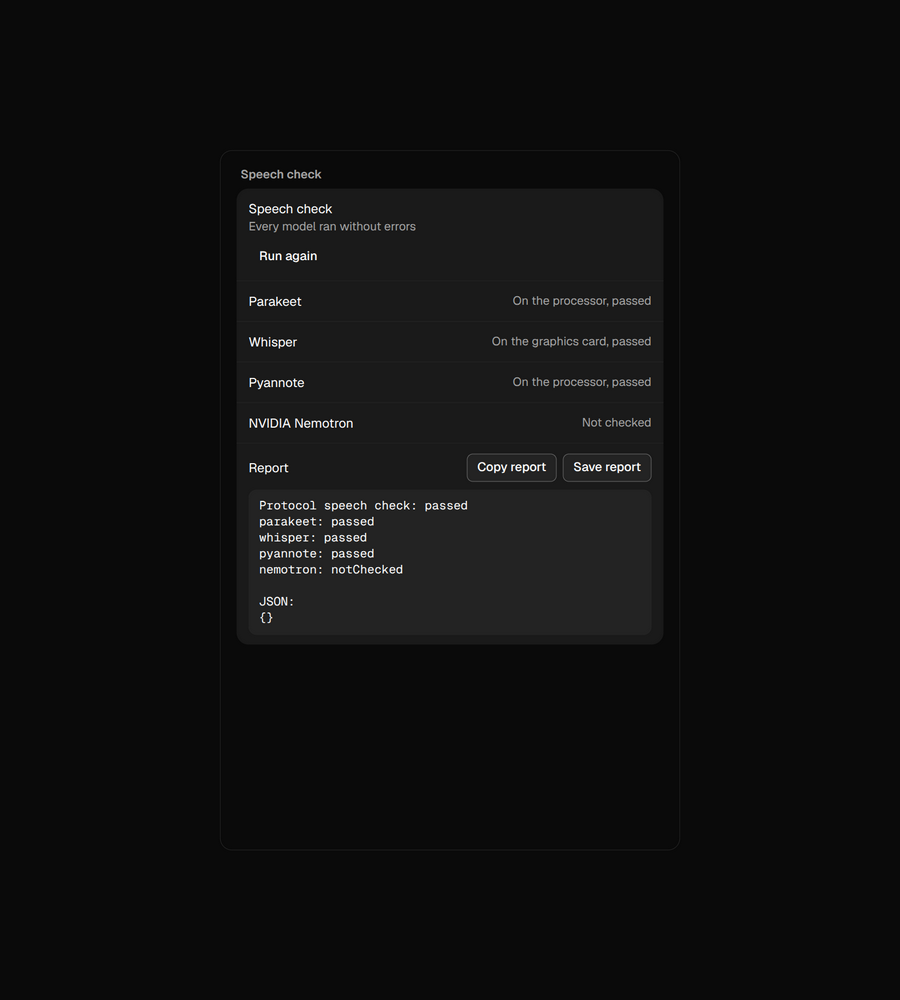 Speech check
Speech check
Every model ran without errors
Run again
Parakeet On the processor, passed
Whisper On the graphics card, passed
Pyannote On the processor, passed
NVIDIA Nemotron Not checked
Report Copy report Save report
Protocol speech check: passed
parakeet: passed
whisper: passed
pyannote: passed
nemotron: notChecked
JSON:
{}